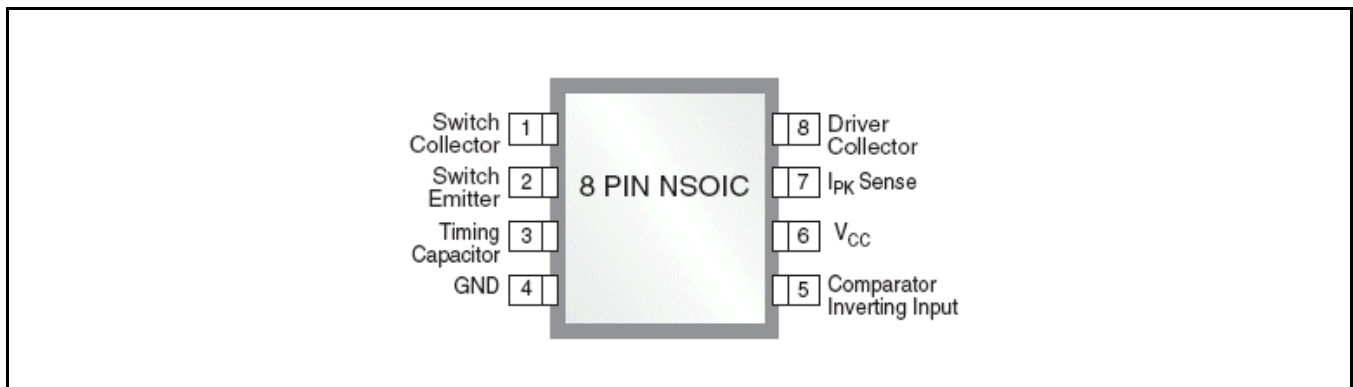 Switch
Collector
1
Switch
Emitter
2
Timing
Capacitor
3
GND
4
8 PIN NSOIC
8
Driver
Collector
7
IPK Sense
6
VCC
5
Comparator
Inverting Input